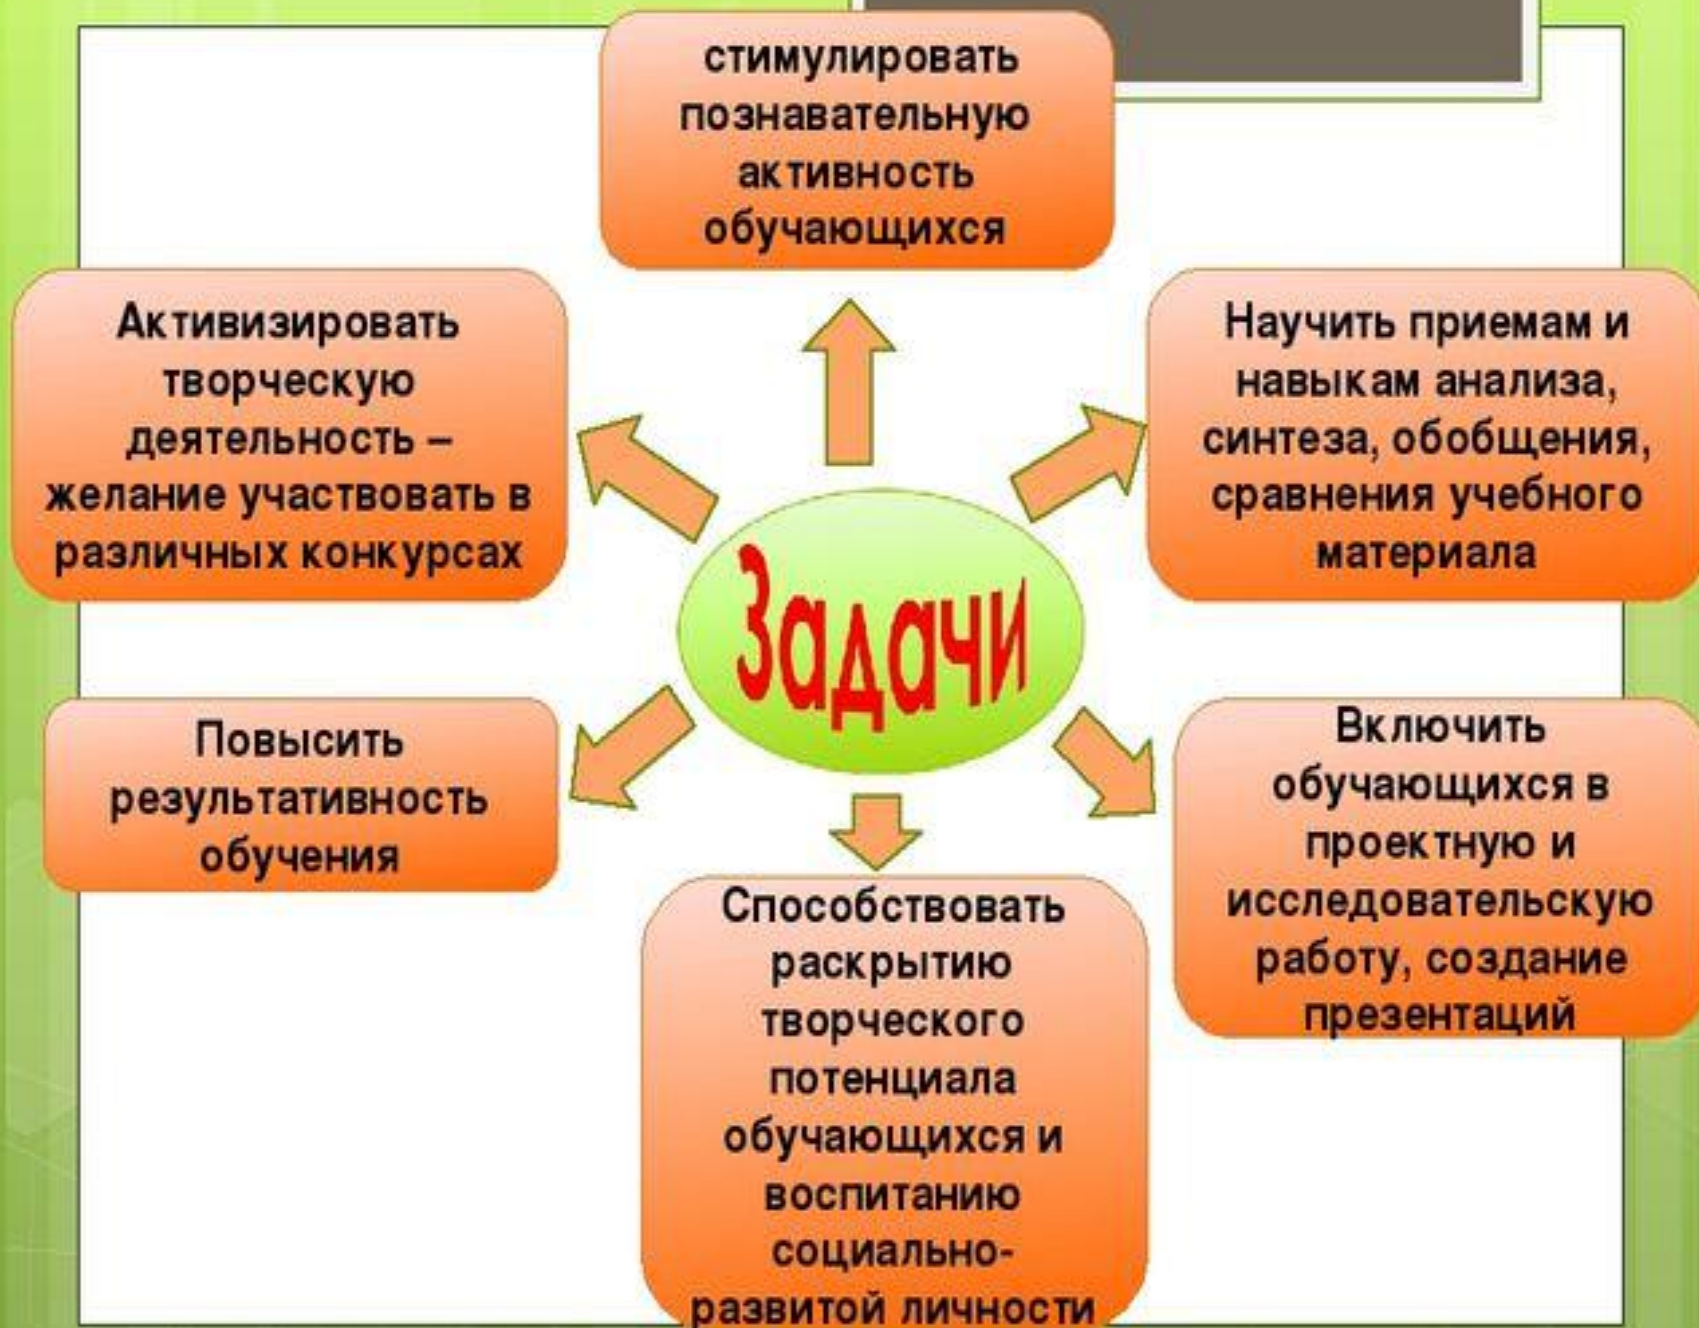 стимулировать
познавательную
активность
обучающихся
Активизировать
творческую
деятельность –
желание участвовать в
различных конкурсах
Научить приемам и
навыкам анализа,
синтеза, обобщения,
сравнения учебного
материала
Задачи
Повысить
результативность
обучения
Включить
обучающихся в
проектную и
исследовательскую
работу, создание
презентаций
Способствовать
раскрытию
творческого
потенциала
обучающихся и
воспитанию
социально-
развитой личности